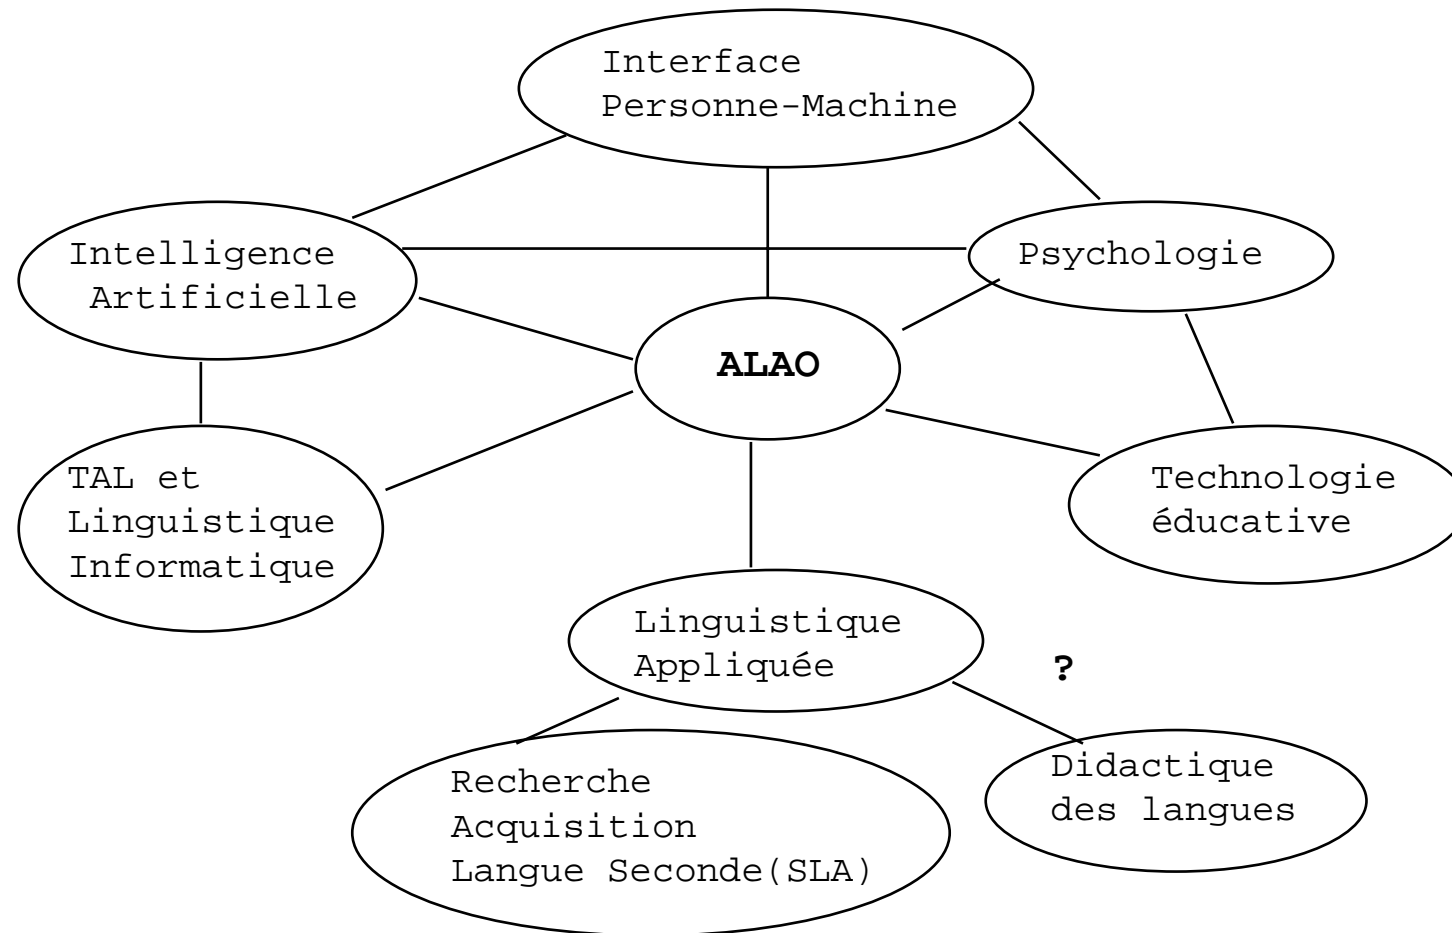 Interface
Personne-Machine
Intelligence
Artificielle
Psychologie
ALAO
TAL et
Linguistique
Informatique
Technologie
éducative
Linguistique
Appliquée
?
Recherche
Acquisition
Langue Seconde(SLA)
Didactique
des langues